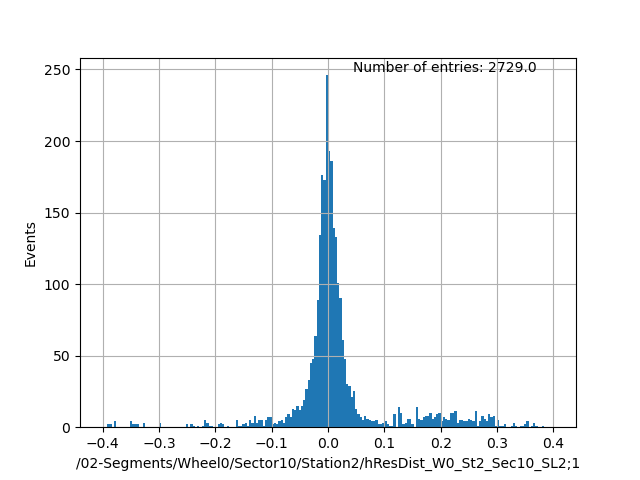 Number of entries: 2729.0
250
200
150
100
50
0
Events
−0.4 −0.3 −0.2 −0.1 0.0 0.1 0.2 0.3 0.4
/02-Segments/Wheel0/Sector10/Station2/hResDist_W0_St2_Sec10_SL2;1